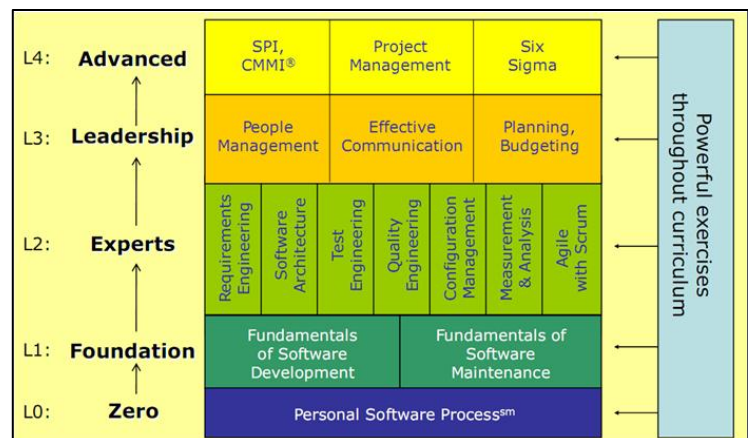 L4: Advanced
SPI,
CMMI®
Project
Management
Six
Sigma
L3: Leadership
People
Management
Effective
Communication
Planning,
Budgeting
L2: Experts
Requirements
Engineering
Software
Architecture
Test
Engineering
Quality
Engineering
Configuration
Management
Measurement
& Analysis
Agile
with Scrum
L1: Foundation
Fundamentals
of Software
Development
Fundamentals of
Software
Maintenance
L0: Zero
Personal Software Process℠
Powerful exercises
throughout curriculum